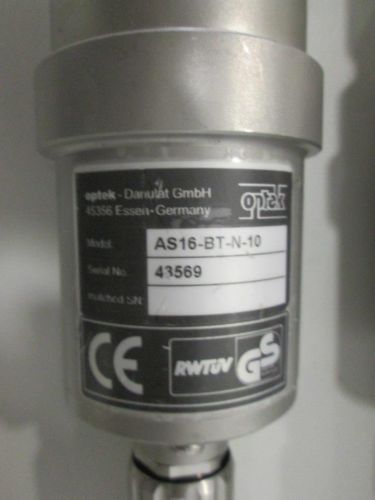 optek - Danulat GmbH
45356 Essen - Germany
optek
Model: AS16-BT-N-10
Serial No. 43569
matched SN:
CE
RWTÜV
GS